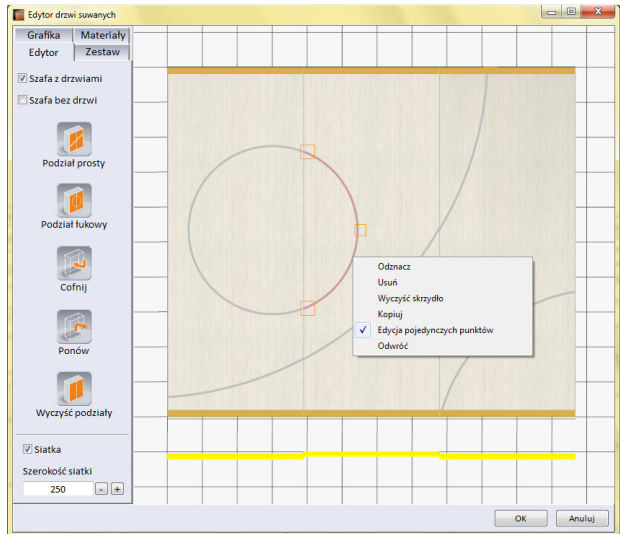 Edytor drzwi suwanych
Grafika Materiały
Edytor Zestaw
Szafa z drzwiami
Szafa bez drzwi
Podział prosty
Podział łukowy
Cofnij
Ponów
Wyczyść podziały
Siatka
Szerokość siatki
250 - +
Odznacz
Usuń
Wyczyść skrzydło
Kopiuj
Edycja pojedynczych punktów
Odwróć
OK Anuluj